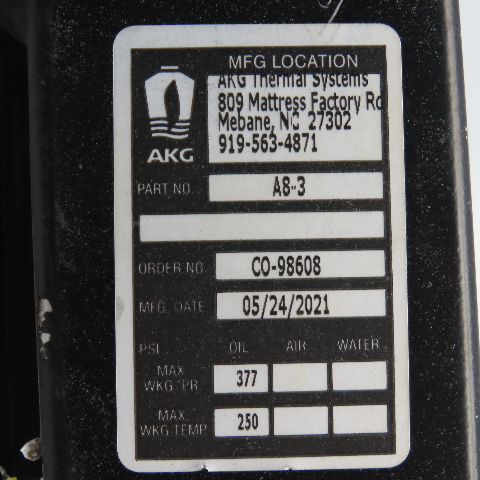 MFG LOCATION
AKG Thermal Systems
809 Mattress Factory Rd
Mebane, NC 27302
919-563-4871
AKG
PART NO. A8-3
ORDER NO. CO-98608
MFG. DATE 05/24/2021
PSI OIL AIR WATER
MAX
WKG PR. 377
MAX
WKG TEMP. 250